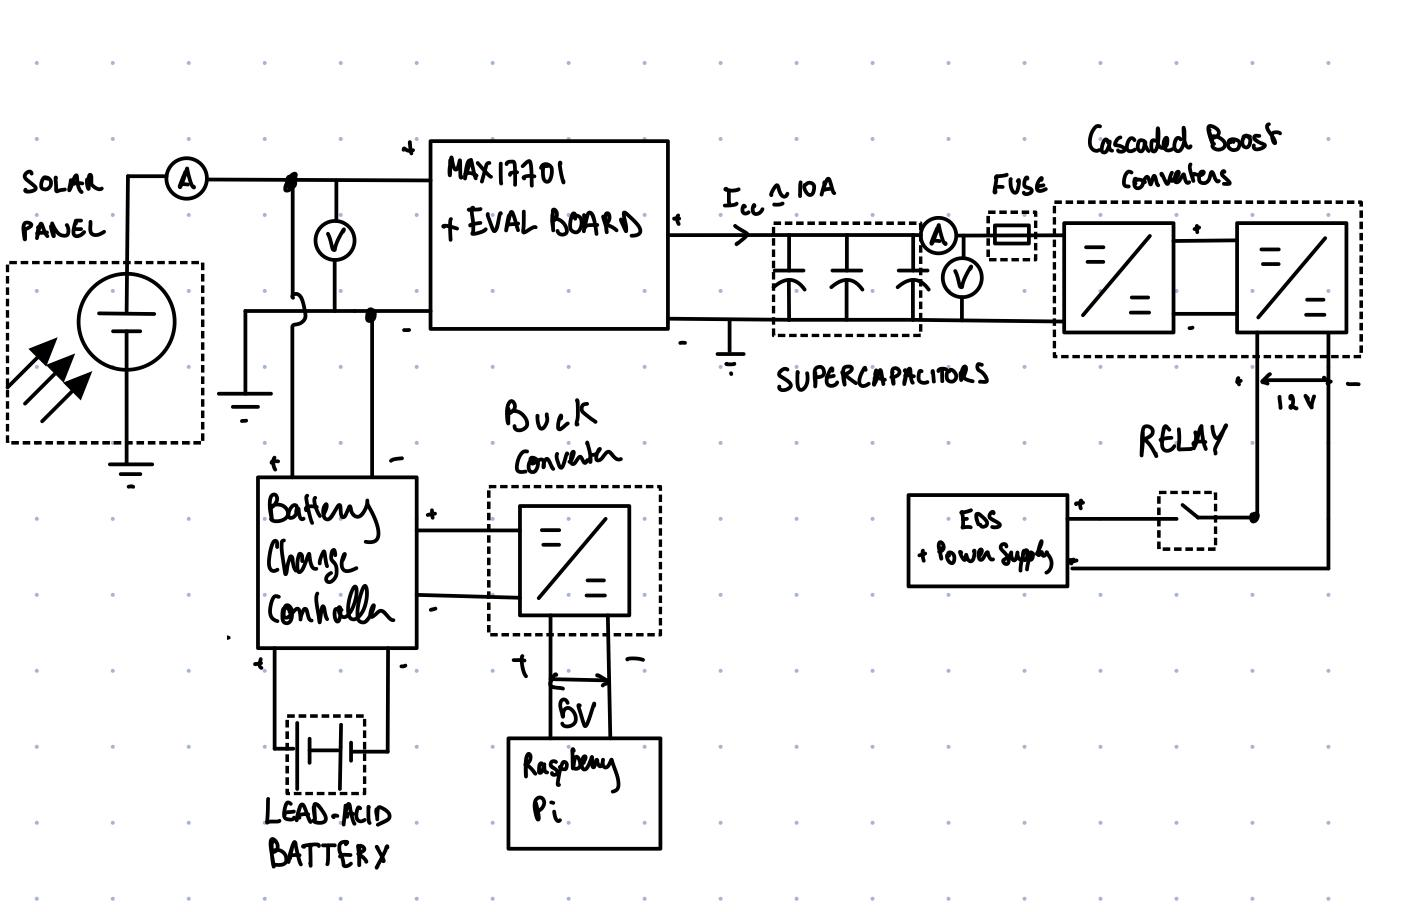 SOLAR
PANEL
A
V
+
-
MAX17701
+ EVAL BOARD
+
-
Icc ≃ 10A
SUPERCAPACITORS
A
V
FUSE
Cascaded Boost
Converters
+
-
+
-
12V
RELAY
EDS
+ Power Supply
+
-
+
-
Battery
Charge
Controller
+
-
+
-
LEAD-ACID
BATTERY
Buck
Converter
+
-
5V
Raspberry
Pi